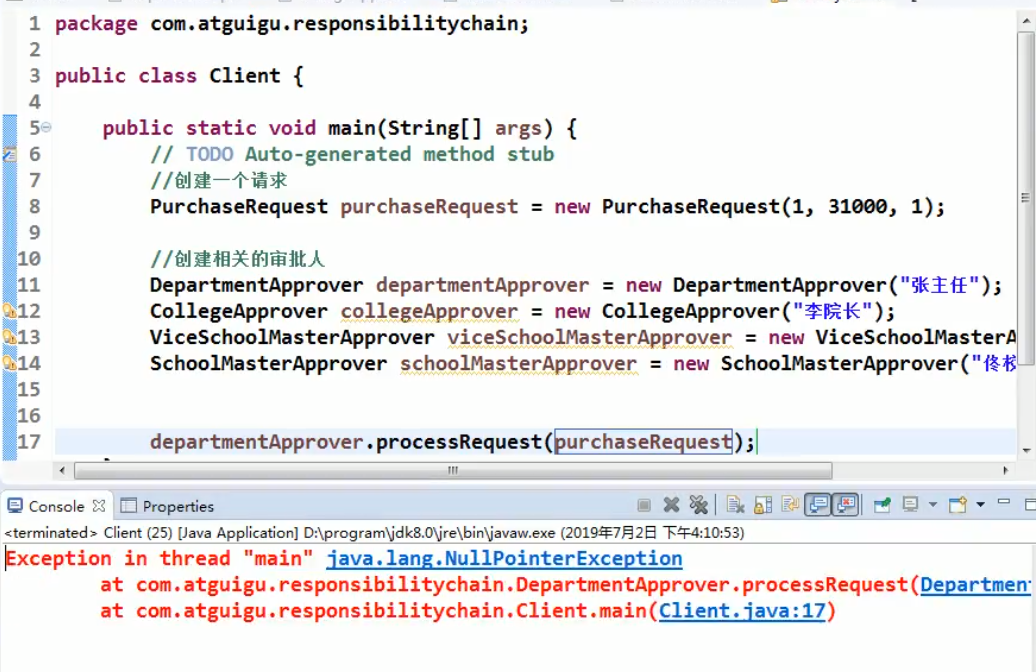 1 package com.atguigu.responsibilitychain;
2
3 public class Client {
4
5 public static void main(String[] args) {
6 // TODO Auto-generated method stub
7 //创建一个请求
8 PurchaseRequest purchaseRequest = new PurchaseRequest(1, 31000, 1);
9
10 //创建相关的审批人
11 DepartmentApprover departmentApprover = new DepartmentApprover("张主任");
12 CollegeApprover collegeApprover = new CollegeApprover("李院长");
13 ViceSchoolMasterApprover viceSchoolMasterApprover = new ViceSchoolMasterA
14 SchoolMasterApprover schoolMasterApprover = new SchoolMasterApprover("佟校
15
16
17 departmentApprover.processRequest(purchaseRequest);
Console Properties
<terminated> Client (25) [Java Application] D:\program\jdk8.0\jre\bin\javaw.exe (2019年7月2日 下午4:10:53)
Exception in thread "main" java.lang.NullPointerException
at com.atguigu.responsibilitychain.DepartmentApprover.processRequest(Department
at com.atguigu.responsibilitychain.Client.main(Client.java:17)